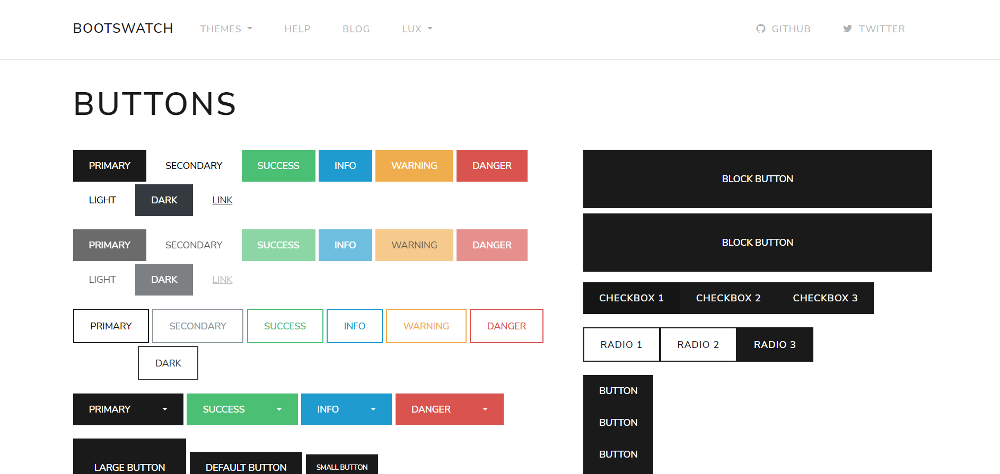 BOOTSWATCH THEMES HELP BLOG LUX GITHUB TWITTER
BUTTONS
PRIMARY SECONDARY SUCCESS INFO WARNING DANGER
LIGHT DARK LINK
PRIMARY SECONDARY SUCCESS INFO WARNING DANGER
LIGHT DARK LINK
PRIMARY SECONDARY SUCCESS INFO WARNING DANGER
DARK
PRIMARY SUCCESS INFO DANGER
LARGE BUTTON DEFAULT BUTTON SMALL BUTTON
BLOCK BUTTON
BLOCK BUTTON
CHECKBOX 1 CHECKBOX 2 CHECKBOX 3
RADIO 1 RADIO 2 RADIO 3
BUTTON
BUTTON
BUTTON